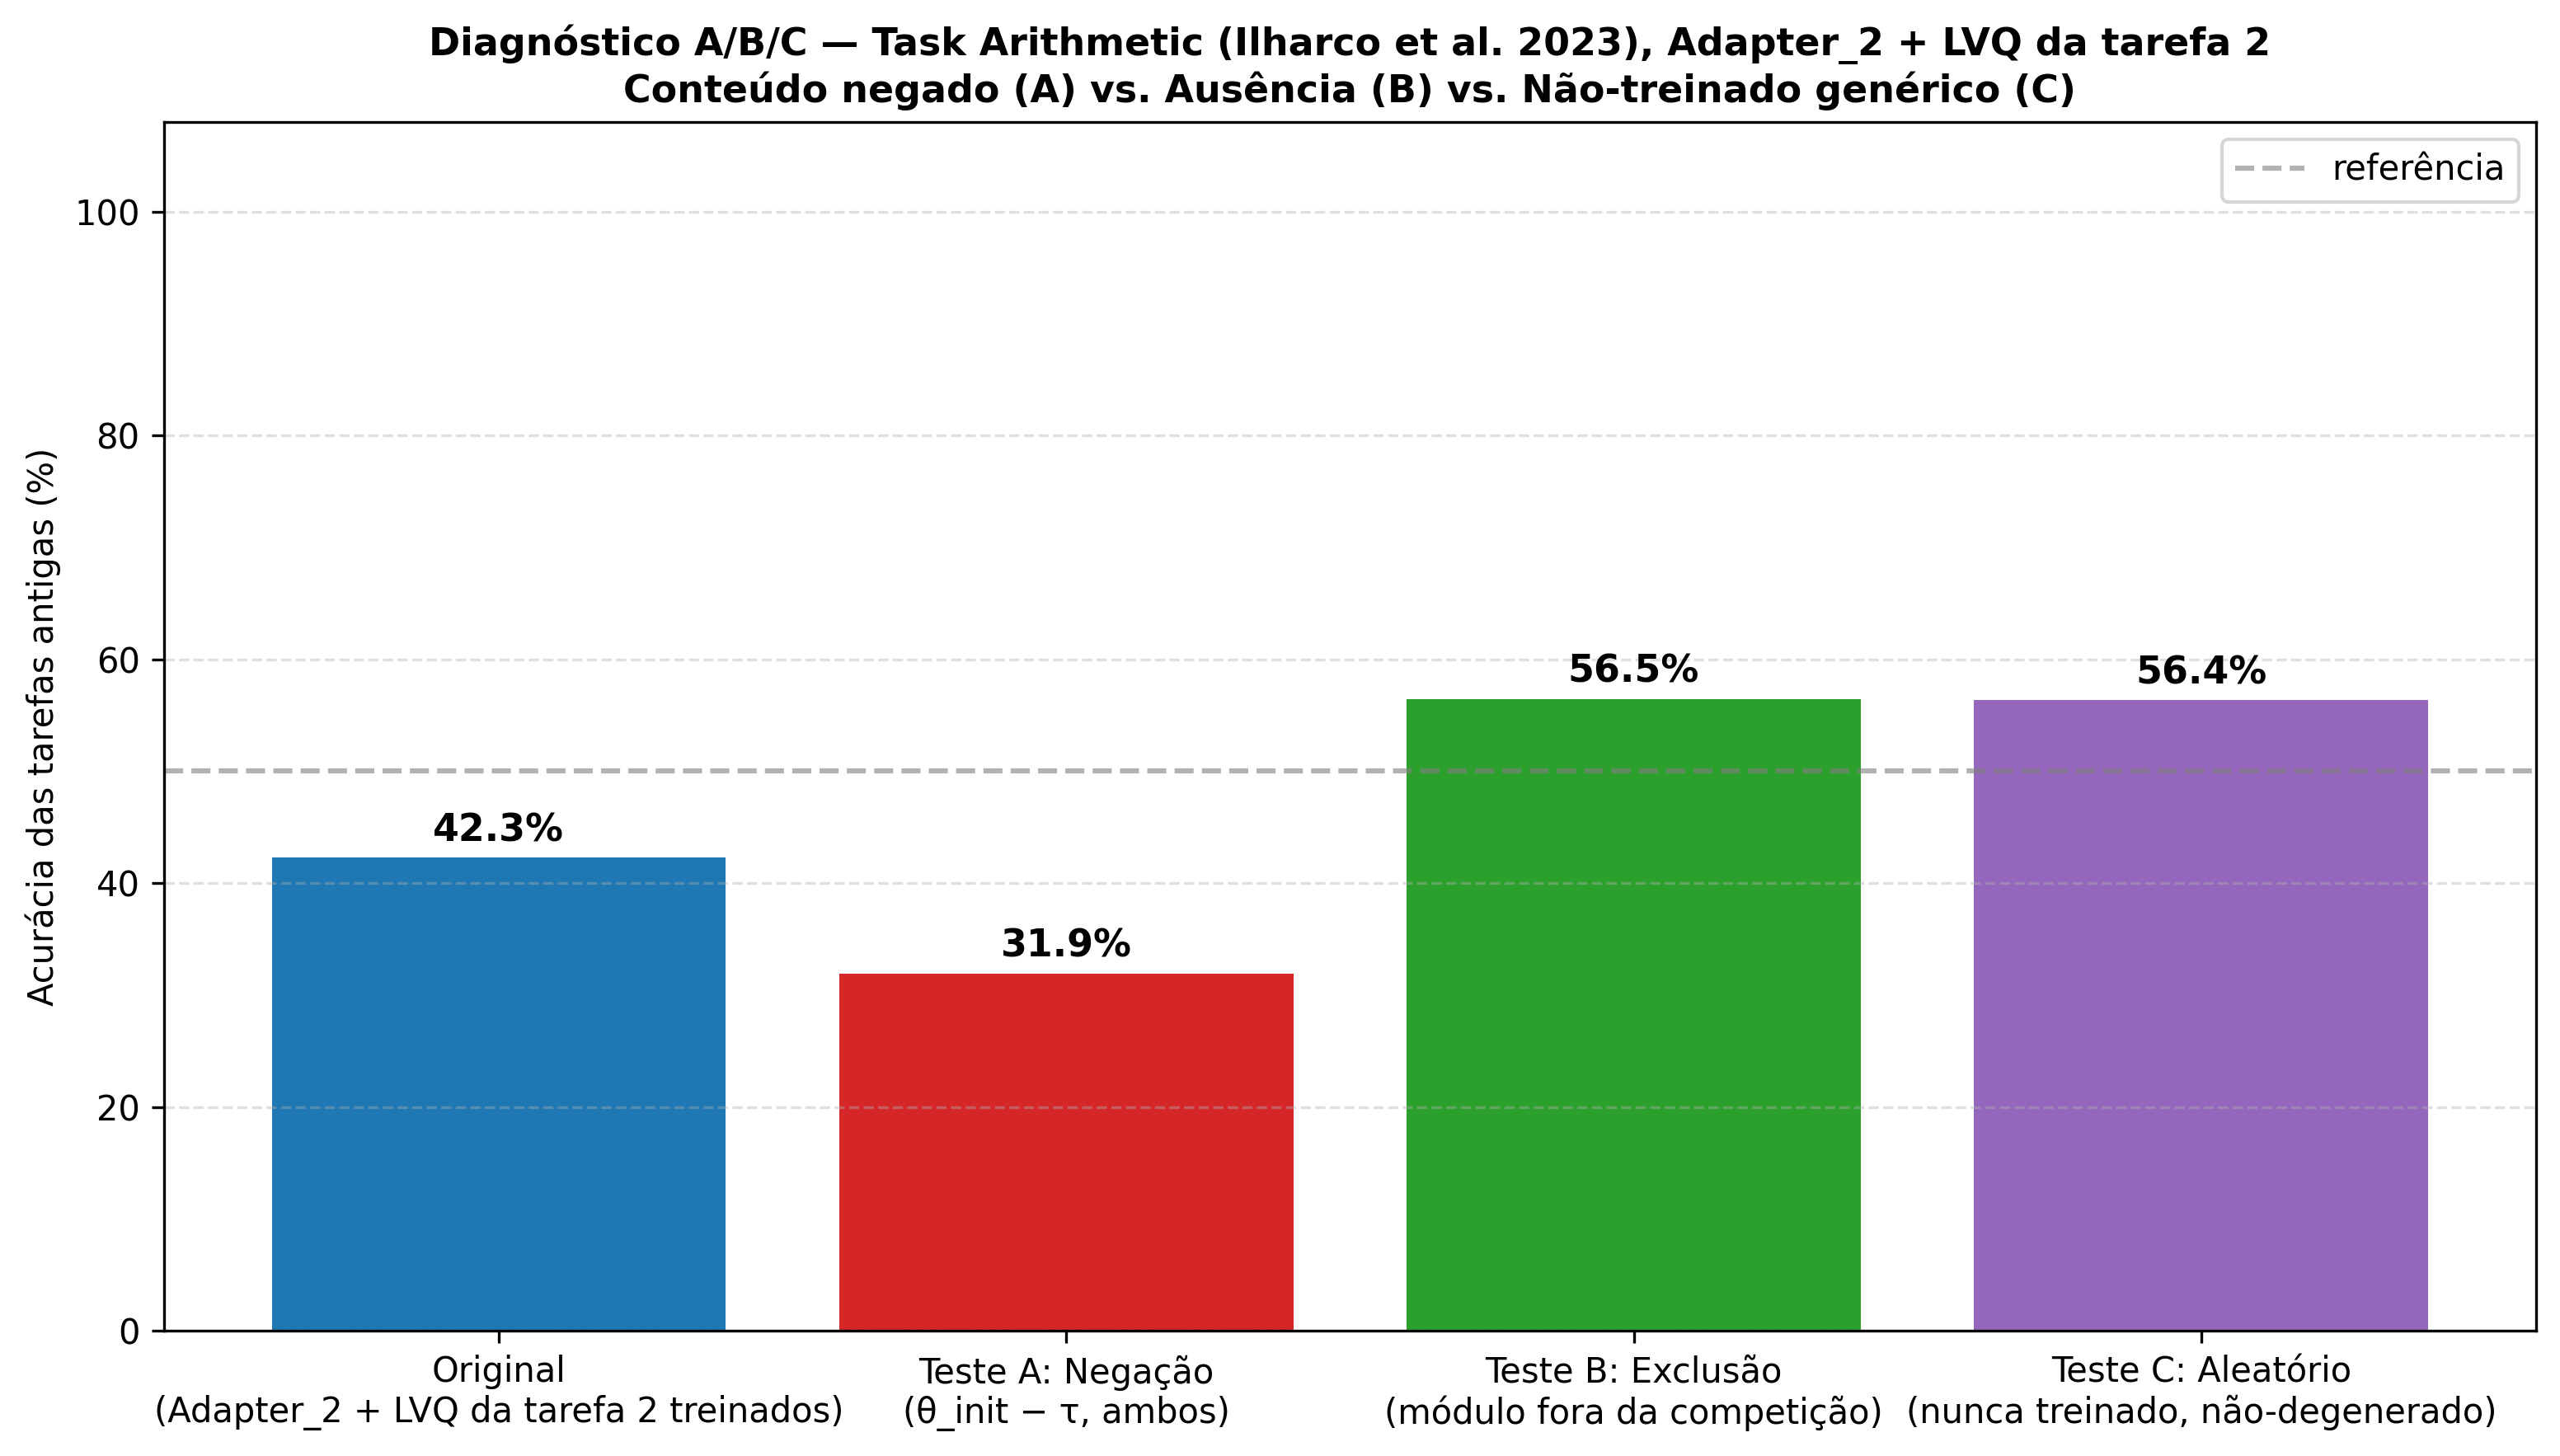 Diagnóstico A/B/C — Task Arithmetic (Ilharco et al. 2023), Adapter_2 + LVQ da tarefa 2
Conteúdo negado (A) vs. Ausência (B) vs. Não-treinado genérico (C)
referência
Acurácia das tarefas antigas (%)
100
80
60
40
20
0
42.3%
31.9%
56.5%
56.4%
Original
(Adapter_2 + LVQ da tarefa 2 treinados)
Teste A: Negação
(θ_init − τ, ambos)
Teste B: Exclusão
(módulo fora da competição)
Teste C: Aleatório
(nunca treinado, não-degenerado)